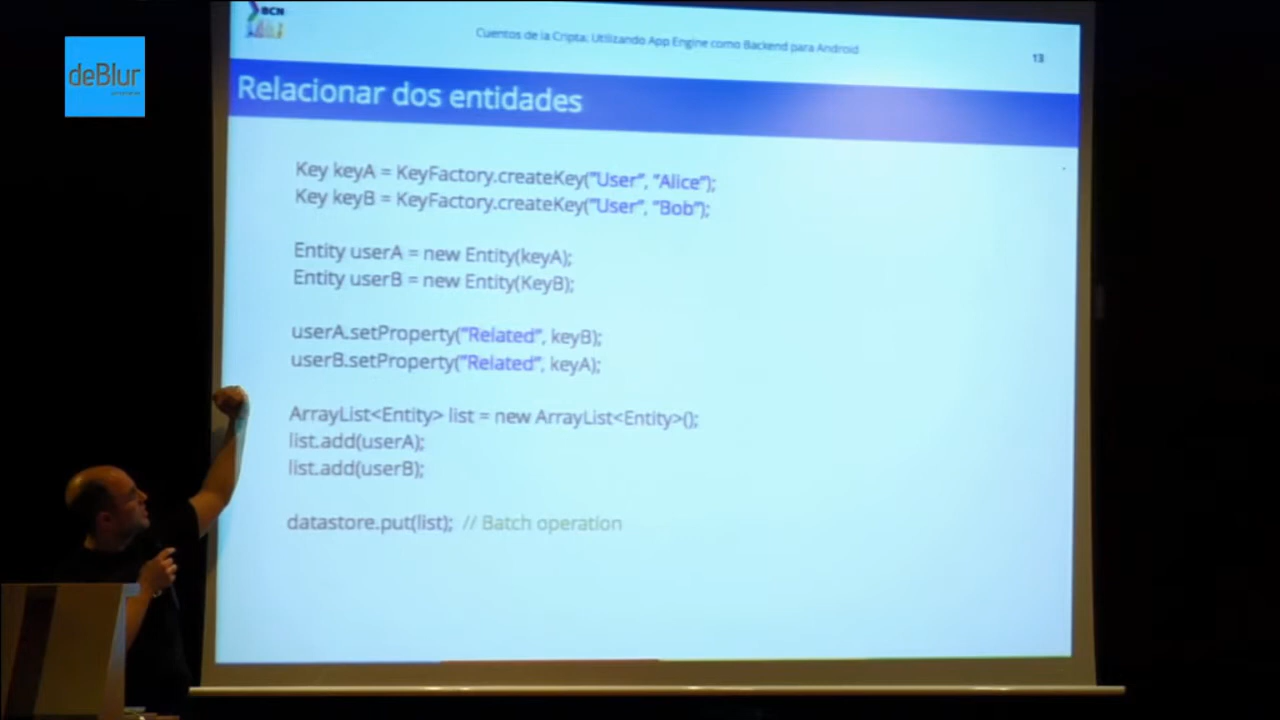 deBlur
BCN
Cuentos de la Cripta: Utilizando App Engine como Backend para Android
13
Relacionar dos entidades
Key keyA = KeyFactory.createKey("User", "Alice");
Key keyB = KeyFactory.createKey("User", "Bob");
Entity userA = new Entity(keyA);
Entity userB = new Entity(KeyB);
userA.setProperty("Related", keyB);
userB.setProperty("Related", keyA);
ArrayList<Entity> list = new ArrayList<Entity>();
list.add(userA);
list.add(userB);
datastore.put(list); // Batch operation